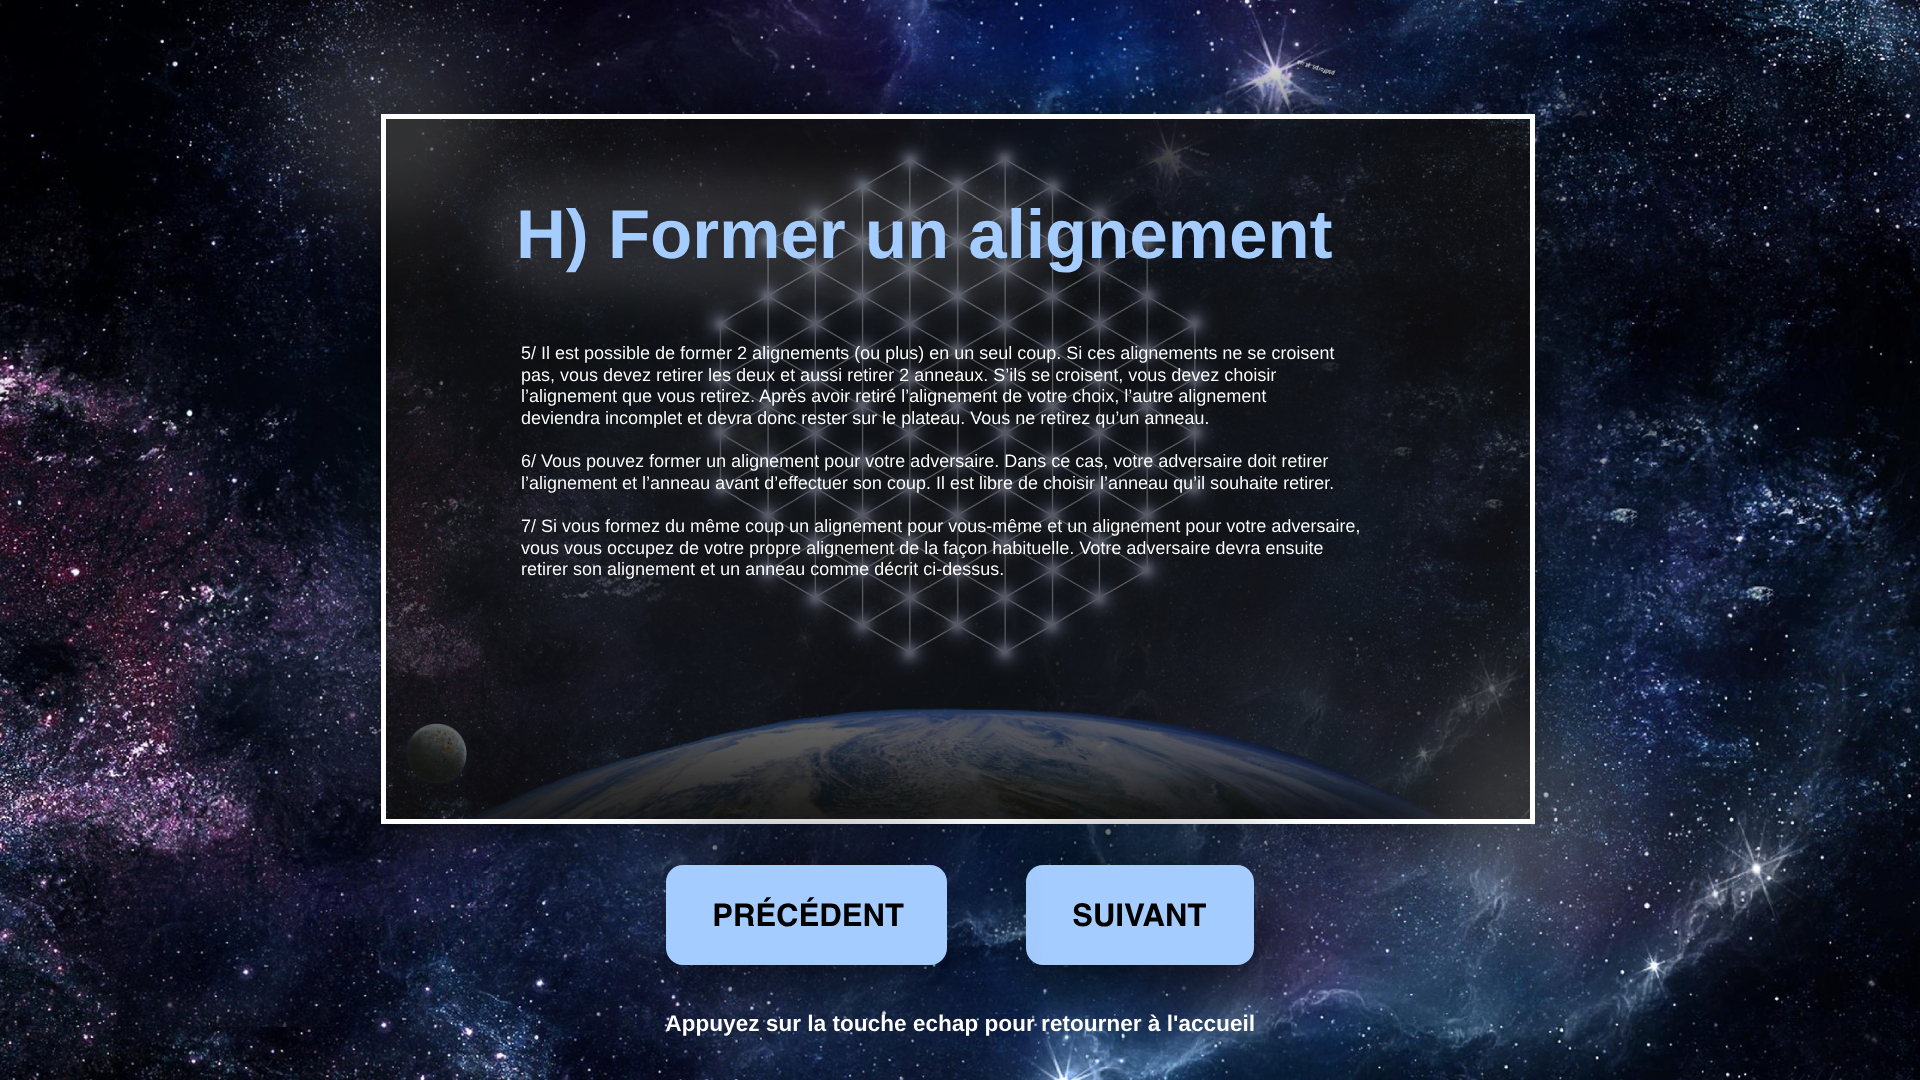 H) Former un alignement
5/ Il est possible de former 2 alignements (ou plus) en un seul coup. Si ces alignements ne se croisent
pas, vous devez retirer les deux et aussi retirer 2 anneaux. S’ils se croisent, vous devez choisir
l’alignement que vous retirez. Après avoir retiré l’alignement de votre choix, l’autre alignement
deviendra incomplet et devra donc rester sur le plateau. Vous ne retirez qu’un anneau.
6/ Vous pouvez former un alignement pour votre adversaire. Dans ce cas, votre adversaire doit retirer
l’alignement et l’anneau avant d’effectuer son coup. Il est libre de choisir l’anneau qu’il souhaite retirer.
7/ Si vous formez du même coup un alignement pour vous-même et un alignement pour votre adversaire,
vous vous occupez de votre propre alignement de la façon habituelle. Votre adversaire devra ensuite
retirer son alignement et un anneau comme décrit ci-dessus.
PRÉCÉDENT
SUIVANT
Appuyez sur la touche echap pour retourner à l'accueil